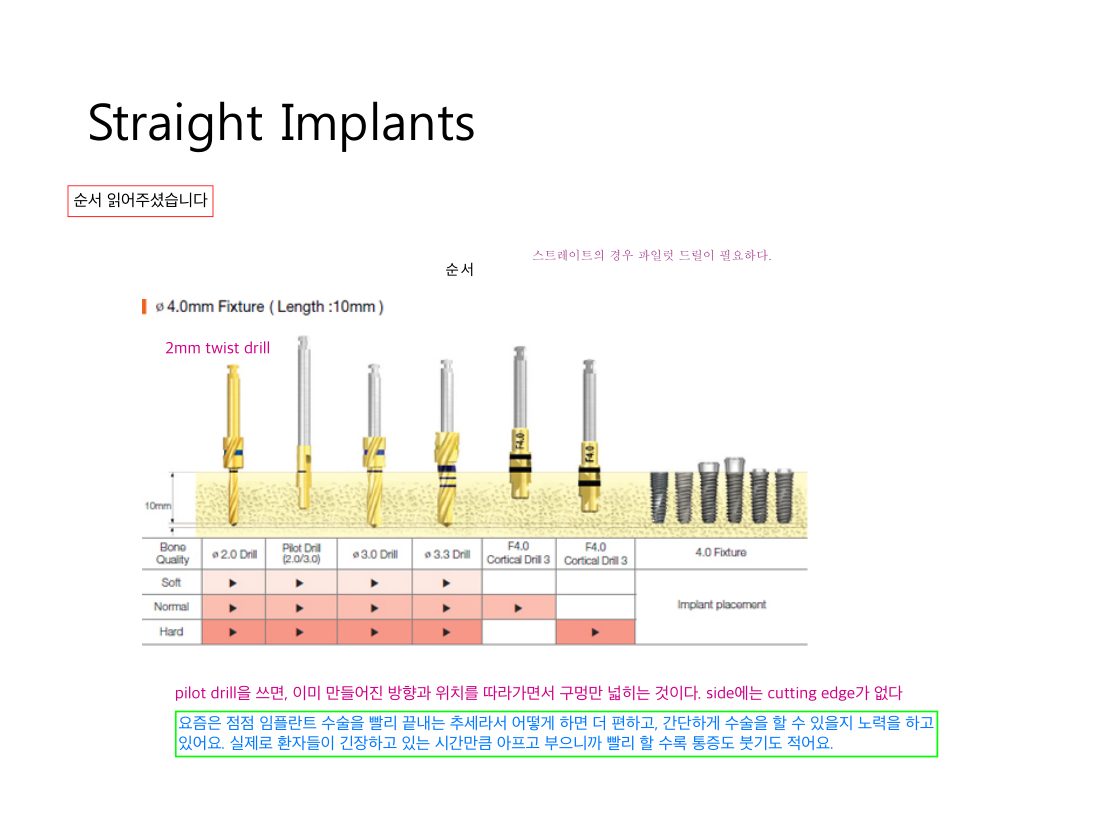 Straight Implants
순서 읽어주셨습니다
스트레이트의 경우 파일럿 드릴이 필요하다.
순서
ø 4.0mm Fixture ( Length :10mm )
2mm twist drill
F4.0
F4.0
10mm
Bone Quality ø 2.0 Drill Pilot Drill (2.0/3.0) ø 3.0 Drill ø 3.3 Drill F4.0 Cortical Drill 3 F4.0 Cortical Drill 3 4.0 Fixture
Soft ▶ ▶ ▶ ▶
Normal ▶ ▶ ▶ ▶ ▶ Implant placement
Hard ▶ ▶ ▶ ▶ ▶
pilot drill을 쓰면, 이미 만들어진 방향과 위치를 따라가면서 구멍만 넓히는 것이다. side에는 cutting edge가 없다
요즘은 점점 임플란트 수술을 빨리 끝내는 추세라서 어떻게 하면 더 편하고, 간단하게 수술을 할 수 있을지 노력을 하고
있어요. 실제로 환자들이 긴장하고 있는 시간만큼 아프고 부으니까 빨리 할 수록 통증도 붓기도 적어요.